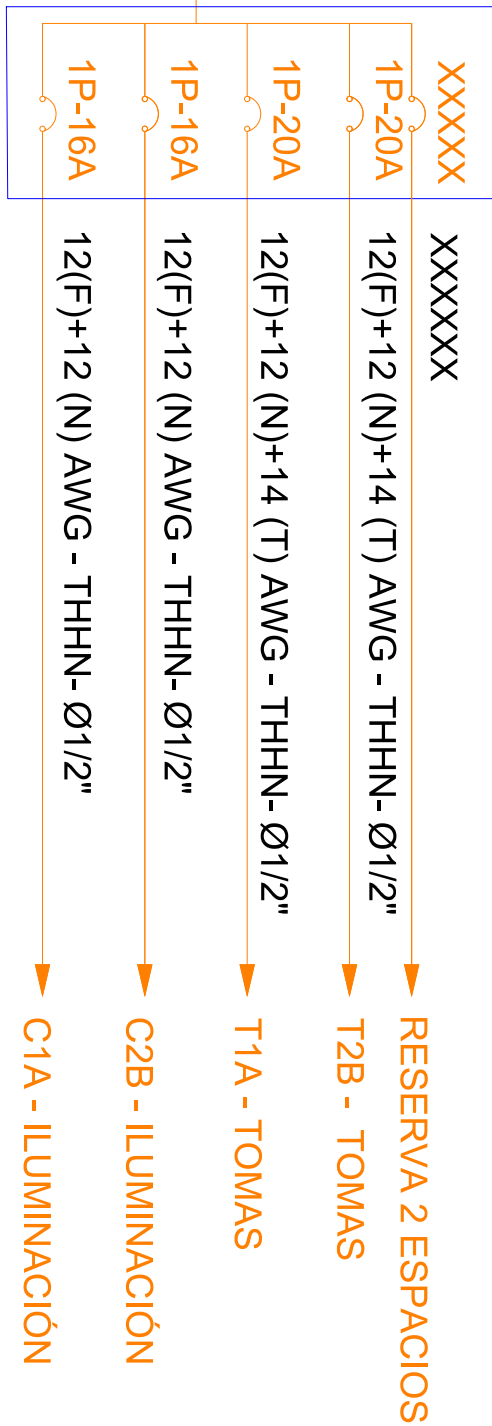 XXXXX XXXXXX RESERVA 2 ESPACIOS
1P-20A 12(F)+12 (N)+14 (T) AWG - THHN- Ø1/2" T2B - TOMAS
1P-20A 12(F)+12 (N)+14 (T) AWG - THHN- Ø1/2" T1A - TOMAS
1P-16A 12(F)+12 (N) AWG - THHN- Ø1/2" C2B - ILUMINACIÓN
1P-16A 12(F)+12 (N) AWG - THHN- Ø1/2" C1A - ILUMINACIÓN